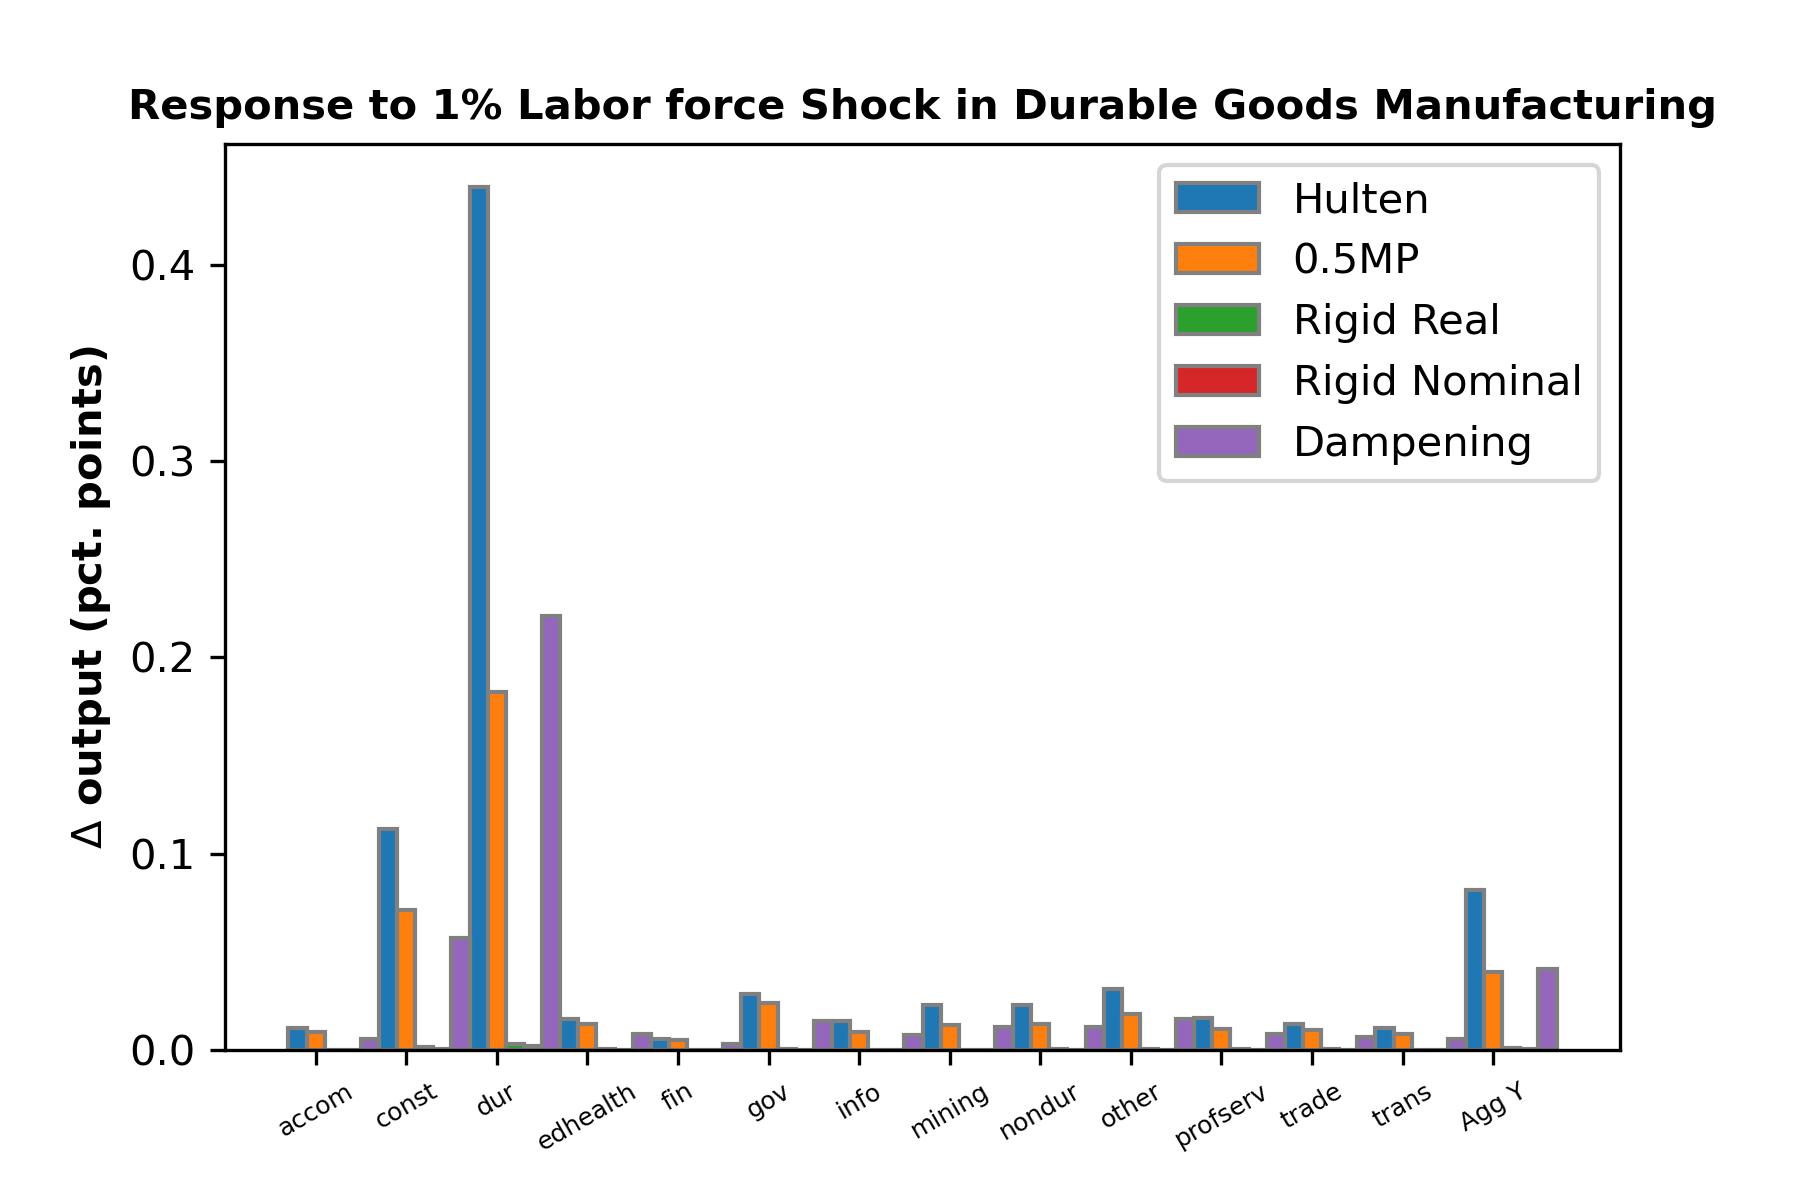 Response to 1% Labor force Shock in Durable Goods Manufacturing
Δ output (pct. points)
0.4
0.3
0.2
0.1
0.0
Hulten
0.5MP
Rigid Real
Rigid Nominal
Dampening
accom
const
dur
edhealth
fin
gov
info
mining
nondur
other
profserv
trade
trans
Agg Y